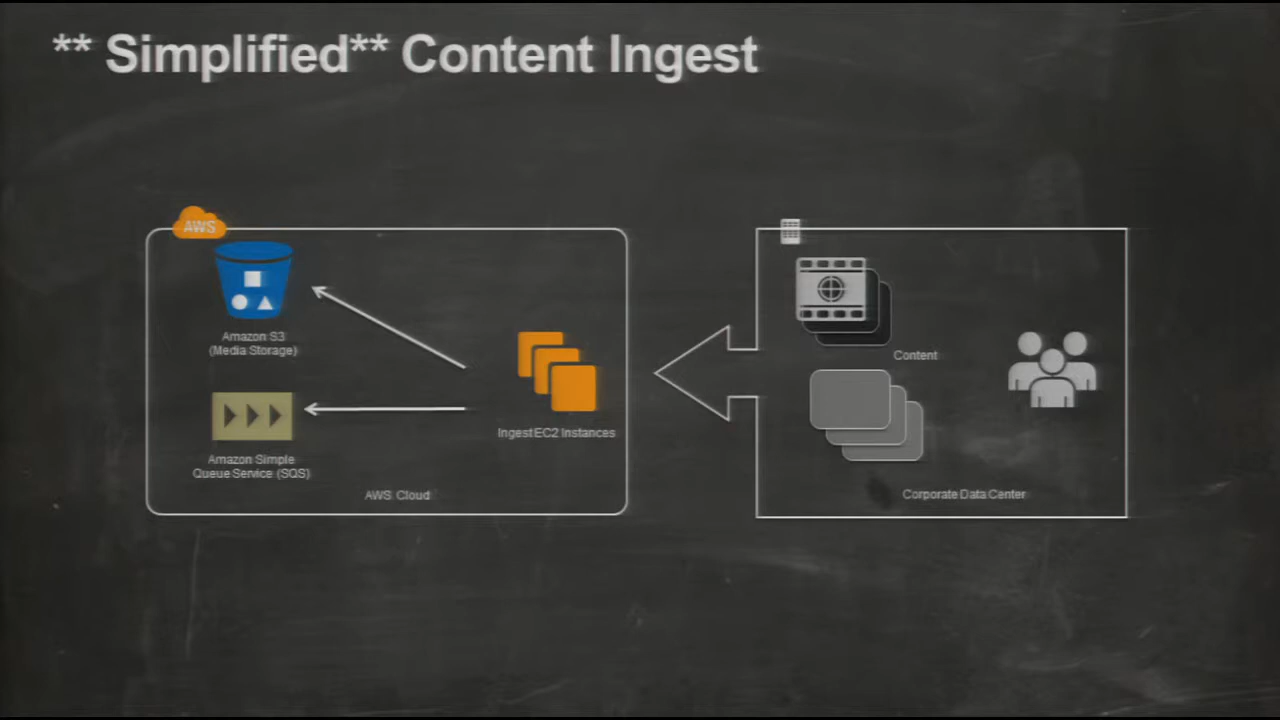 ** Simplified** Content Ingest
AWS
Amazon S3
(Media Storage)
Ingest EC2 Instances
Amazon Simple
Queue Service (SQS)
AWS Cloud
Content
Corporate Data Center